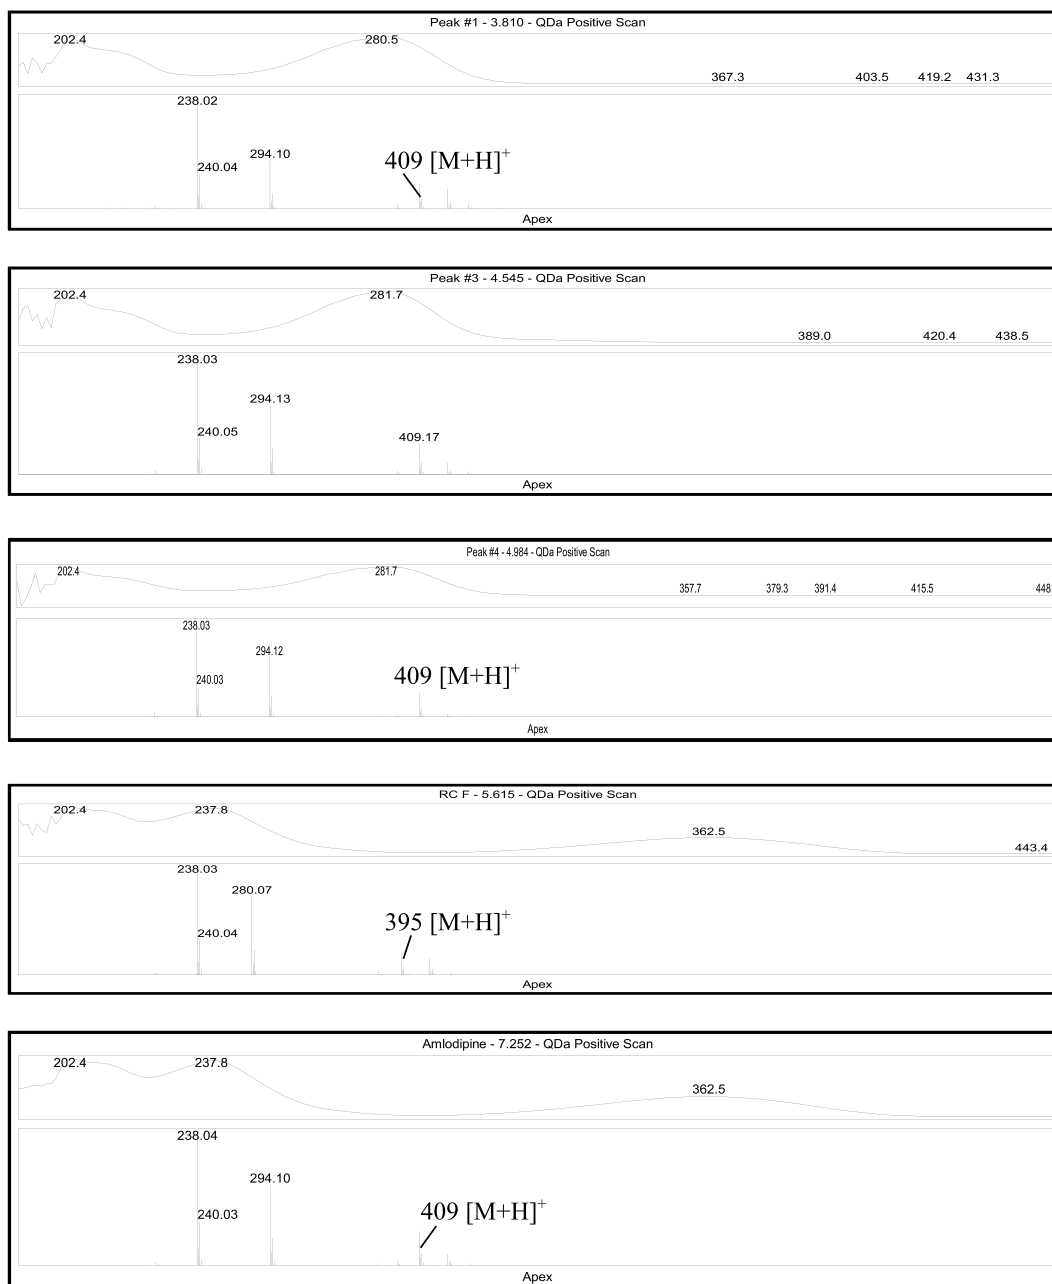 Peak #1 - 3.810 - QDa Positive Scan
202.4 280.5 367.3 403.5 419.2 431.3
238.02
240.04 294.10 409 [M+H]+
Apex
Peak #3 - 4.545 - QDa Positive Scan
202.4 281.7 389.0 420.4 438.5
238.03
294.13
240.05 409.17
Apex
Peak #4 - 4.984 - QDa Positive Scan
202.4 281.7 357.7 379.3 391.4 415.5 448.
238.03
294.12
240.03 409 [M+H]+
Apex
RC F - 5.615 - QDa Positive Scan
202.4 237.8 362.5 443.4
238.03
280.07
240.04 395 [M+H]+
Apex
Amlodipine - 7.252 - QDa Positive Scan
202.4 237.8 362.5
238.04
294.10
240.03 409 [M+H]+
Apex